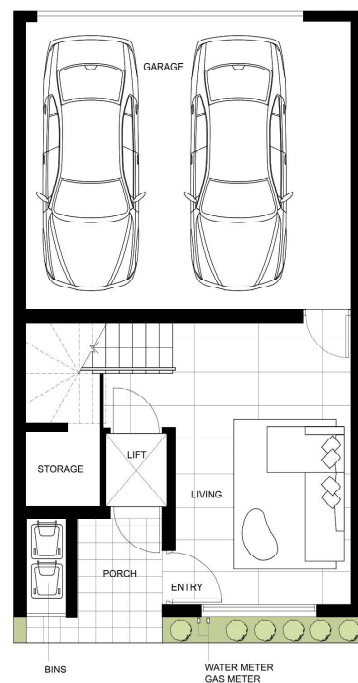 GARAGE
LIFT
STORAGE
LIVING
PORCH
ENTRY
BINS
WATER METER
GAS METER